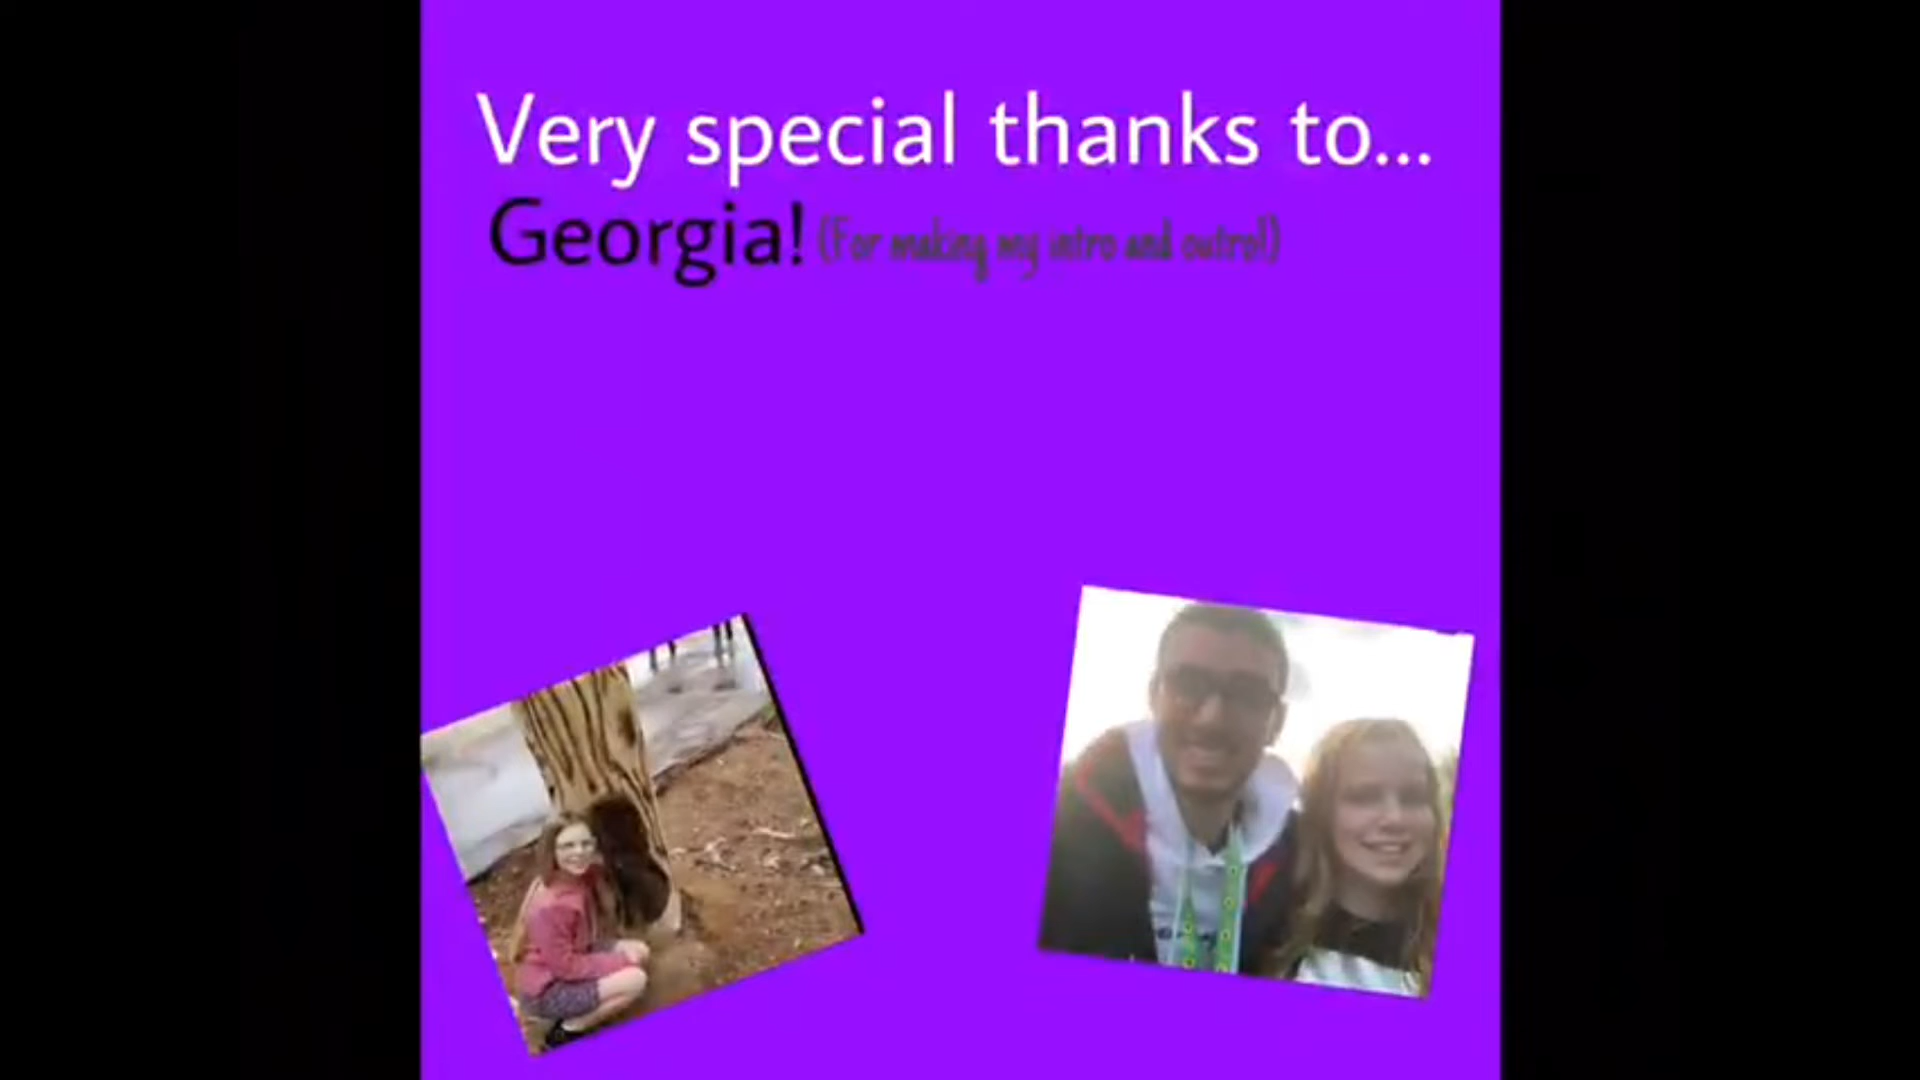 Very special thanks to...
Georgia! (For making my intro and outro!)